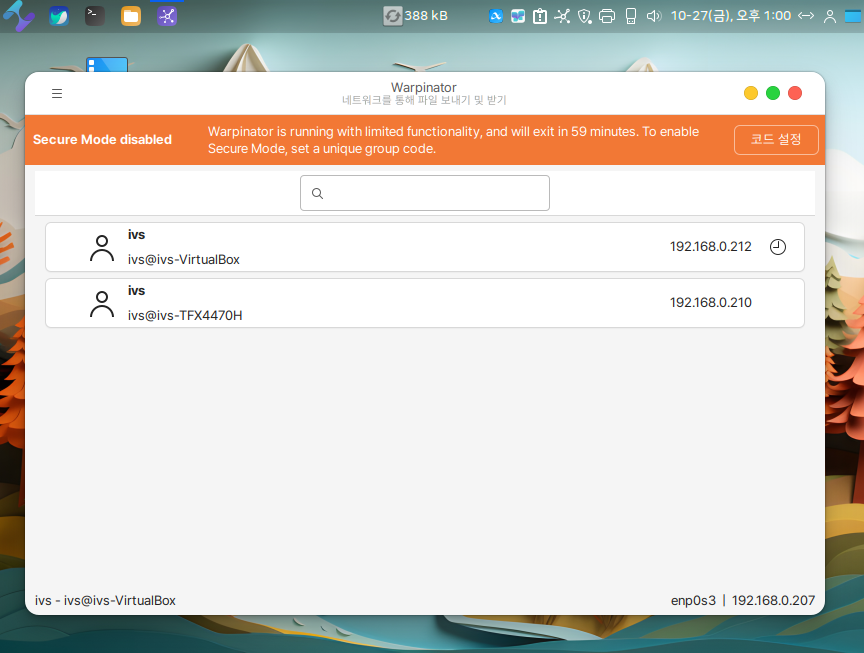 388 kB
10-27(금), 오후 1:00
Warpinator
네트워크를 통해 파일 보내기 및 받기
Secure Mode disabled
Warpinator is running with limited functionality, and will exit in 59 minutes. To enable
Secure Mode, set a unique group code.
코드 설정
ivs
ivs@ivs-VirtualBox
192.168.0.212
ivs
ivs@ivs-TFX4470H
192.168.0.210
ivs - ivs@ivs-VirtualBox
enp0s3 | 192.168.0.207